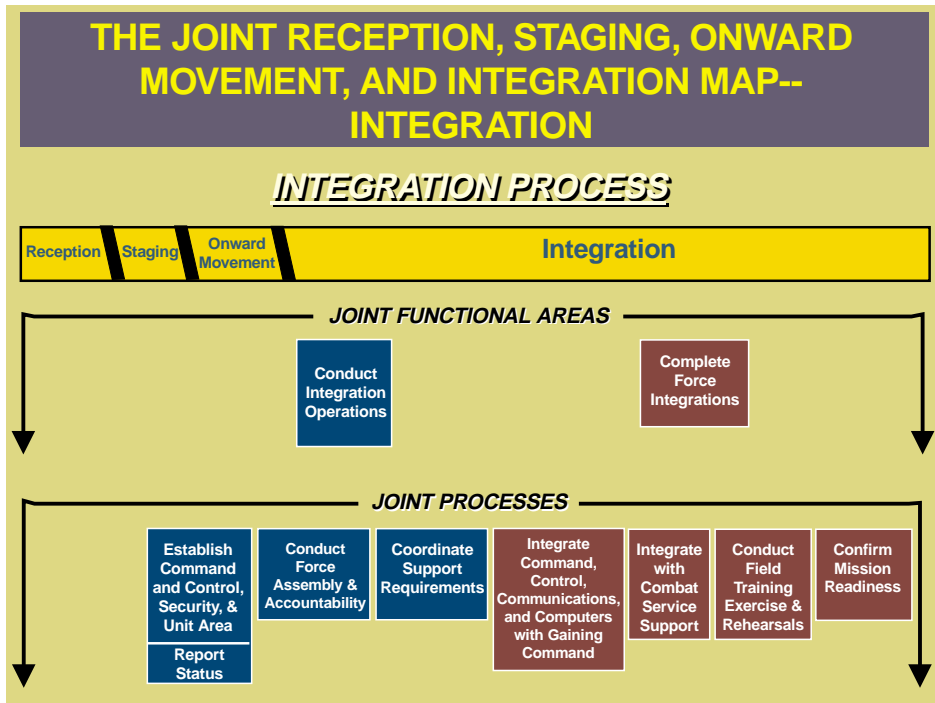 THE JOINT RECEPTION, STAGING, ONWARD
MOVEMENT, AND INTEGRATION MAP--
INTEGRATION
INTEGRATION PROCESS
Reception
Staging
Onward
Movement
Integration
JOINT FUNCTIONAL AREAS
Conduct
Integration
Operations
Complete
Force
Integrations
JOINT PROCESSES
Establish
Command
and Control,
Security, &
Unit Area
Report
Status
Conduct
Force
Assembly &
Accountability
Coordinate
Support
Requirements
Integrate
Command,
Control,
Communications,
and Computers
with Gaining
Command
Integrate
with
Combat
Service
Support
Conduct
Field
Training
Exercise &
Rehearsals
Confirm
Mission
Readiness